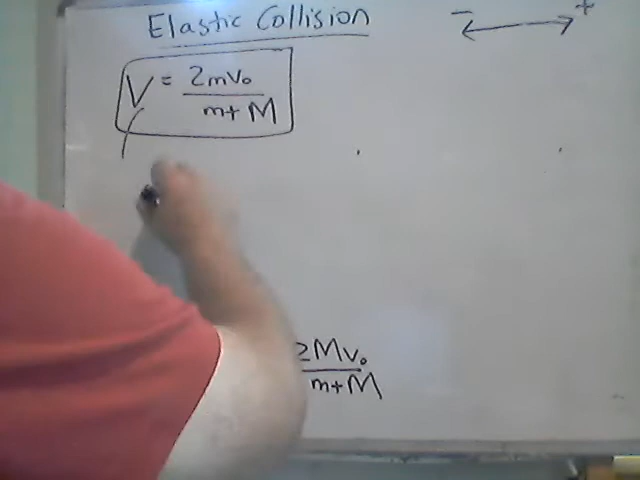 Elastic Collision
- +
V = 2mv₀ / m+M
2Mv₀ / m+M